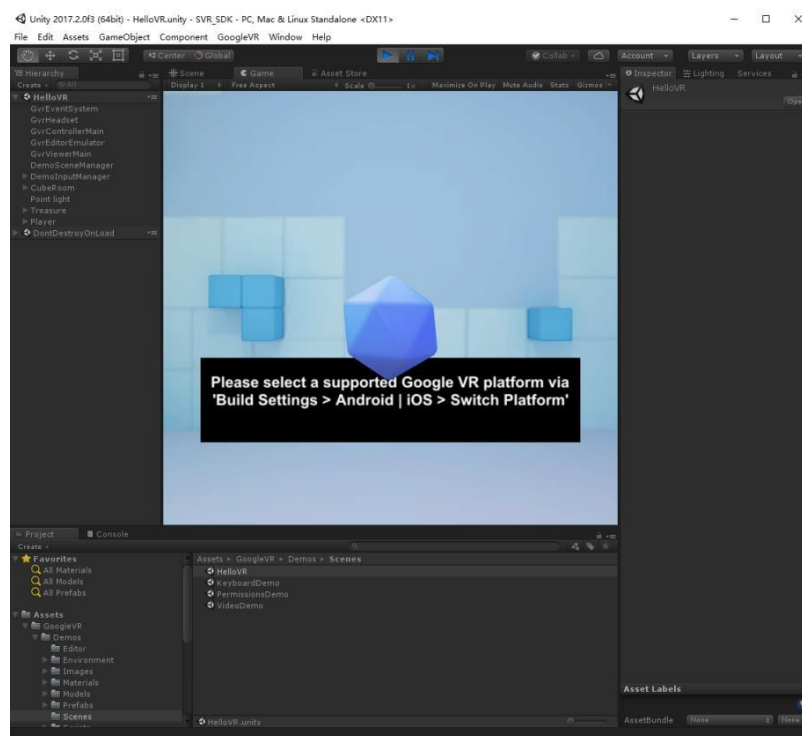 Unity 2017.2.0f3 (64bit) - HelloVR.unity - SVR_SDK - PC, Mac & Linux Standalone <DX11>
File Edit Assets GameObject Component GoogleVR Window Help
Center Global Collab Account Layers Layout
Hierarchy Scene Game Asset Store Inspector Lighting Services
Create All Display 1 Free Aspect Scale 1x Maximize On Play Mute Audio Stats Gizmos HelloVR
HelloVR
GvrEventSystem
GvrHeadset
GvrControllerMain
GvrEditorEmulator
GvrViewerMain
DemoSceneManager
DemoInputManager
CubeRoom
Point light
Treasure
Player
DontDestroyOnLoad
Please select a supported Google VR platform via
'Build Settings > Android | iOS > Switch Platform'
Project Console
Create
Favorites
All Materials
All Models
All Prefabs
Assets
GoogleVR
Demos
Editor
Environment
Images
Materials
Models
Prefabs
Scenes
Assets ▸ GoogleVR ▸ Demos ▸ Scenes
HelloVR
KeyboardDemo
PermissionsDemo
VideoDemo
HelloVR.unity
Asset Labels
AssetBundle None None